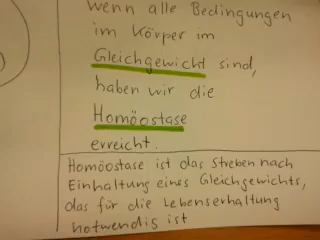 Wenn alle Bedingungen
im Körper im
Gleichgewicht sind,
haben wir die
Homöostase
erreicht.
Homöostase ist das Streben nach
Einhaltung eines Gleichgewichts,
das für die Lebenserhaltung
notwendig ist